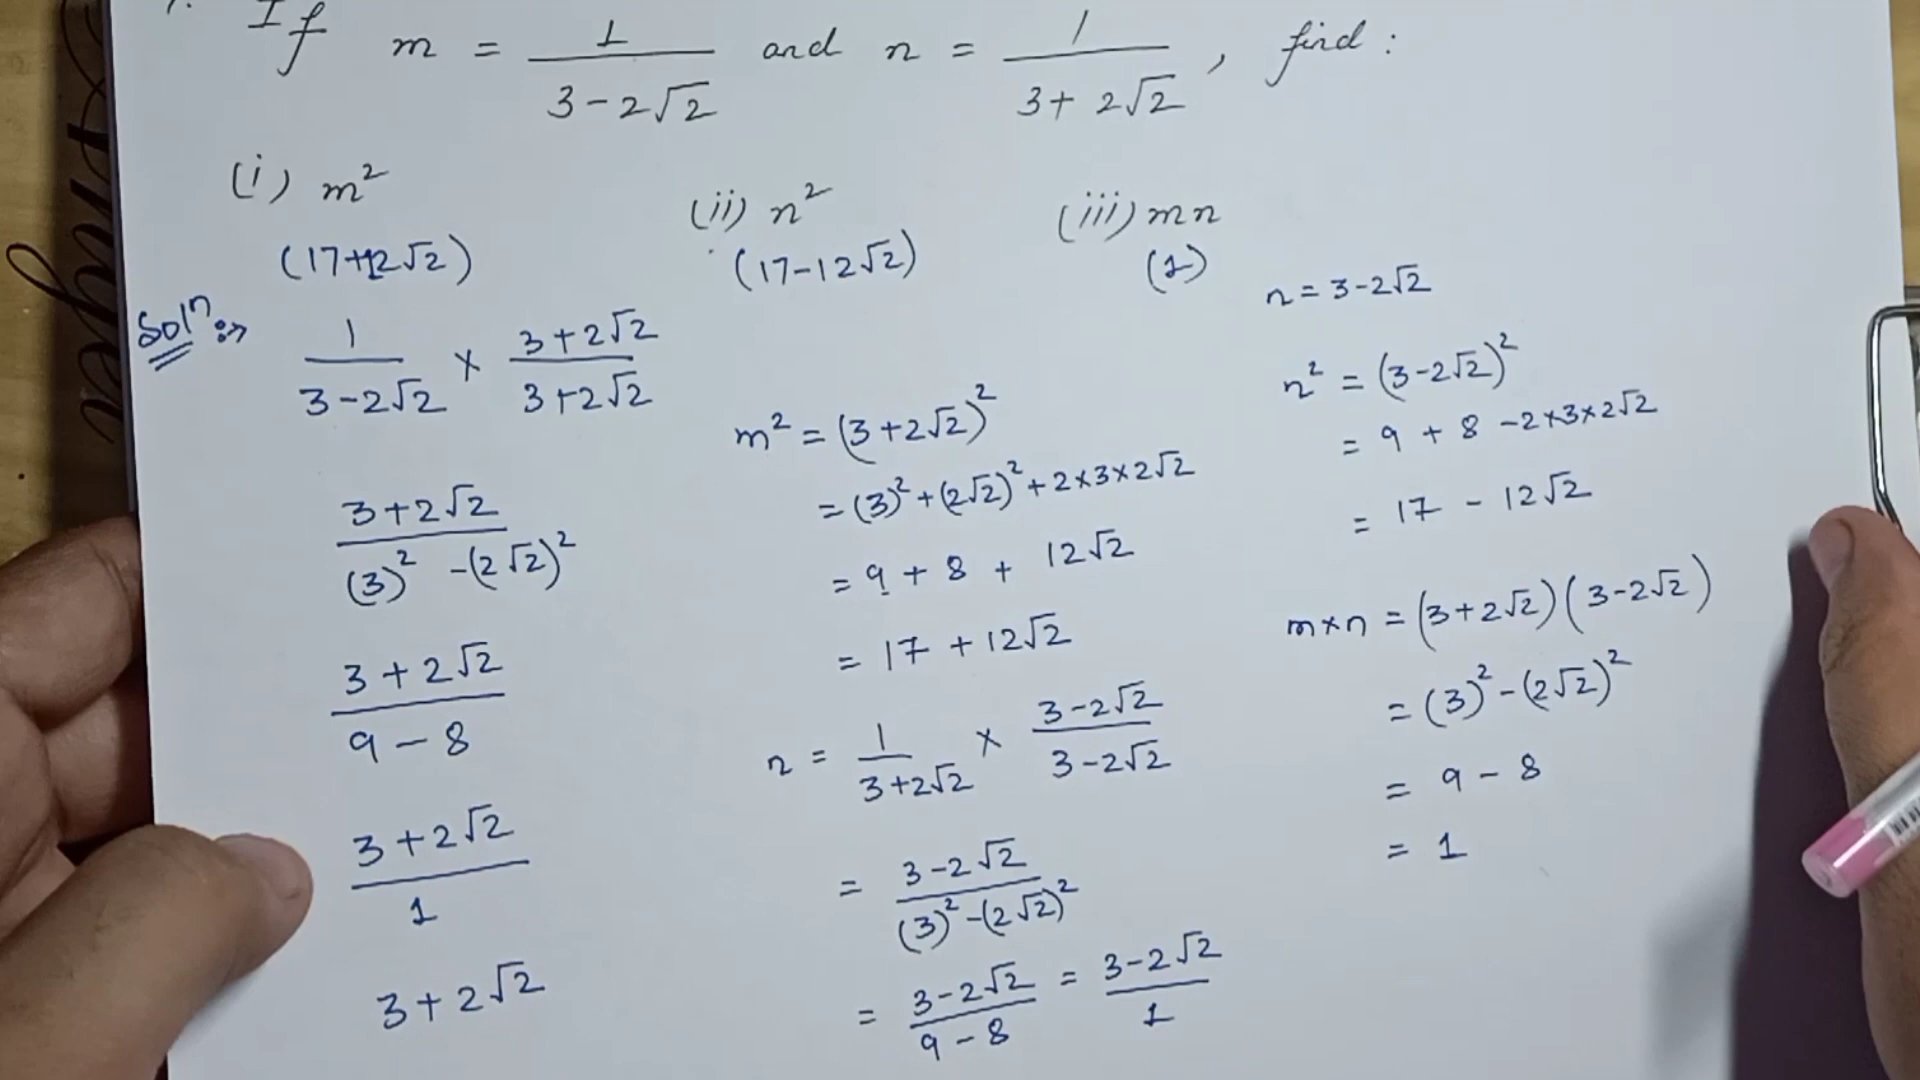 If m = 1/(3-2√2) and n = 1/(3+2√2), find:
(i) m² (ii) n² (iii) mn
(17+12√2) (17-12√2) (1)
Solⁿ :→
1/(3-2√2) × (3+2√2)/(3+2√2)
(3+2√2)/((3)² -(2√2)²)
(3+2√2)/(9-8)
(3+2√2)/1
3+2√2
m² = (3+2√2)²
= (3)² + (2√2)² + 2×3×2√2
= 9 + 8 + 12√2
= 17 + 12√2
n = 1/(3+2√2) × (3-2√2)/(3-2√2)
= (3-2√2)/((3)²-(2√2)²)
= (3-2√2)/(9-8) = (3-2√2)/1
n = 3-2√2
n² = (3-2√2)²
= 9 + 8 -2×3×2√2
= 17 - 12√2
m×n = (3+2√2)(3-2√2)
= (3)² - (2√2)²
= 9 - 8
= 1